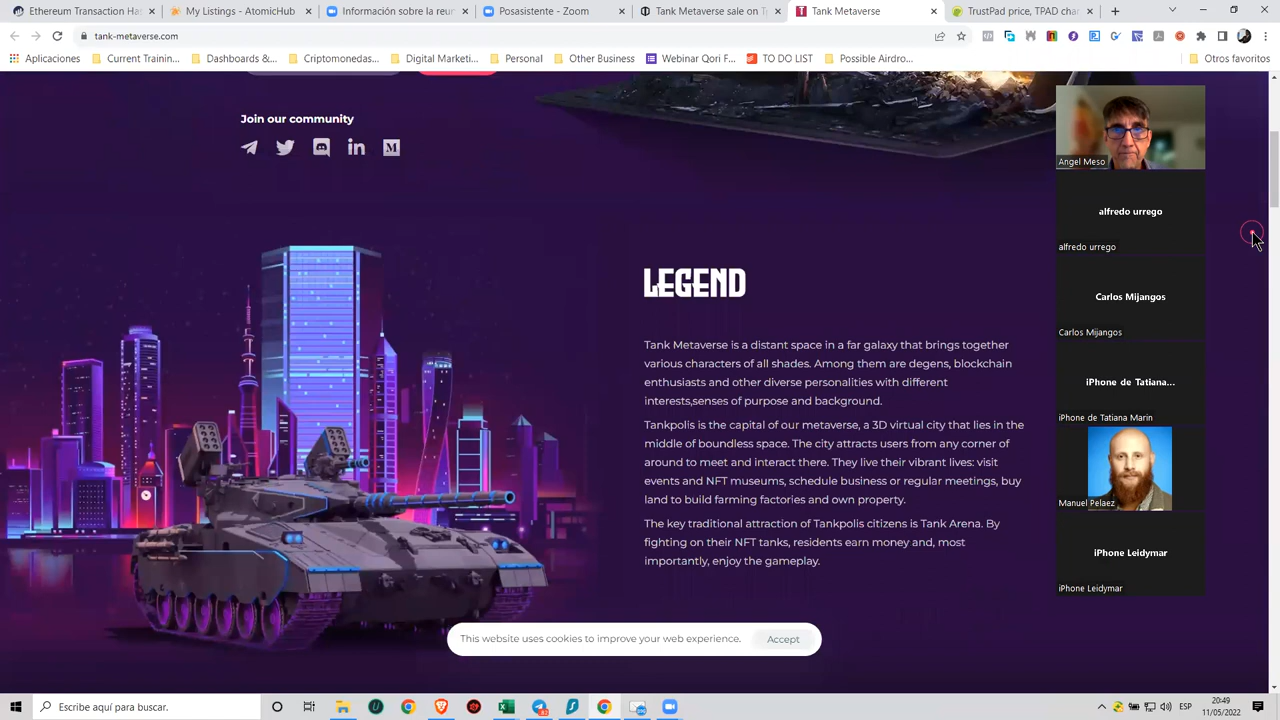 Ethereum Transaction Has
My Listings - AtomicHub
Información sobre la reun
Posasistente - Zoom
Tank Metaverse sale on T
Tank Metaverse
TrustPad price, TPAD char
tank-metaverse.com
Aplicaciones
Current Trainin...
Dashboards &...
Criptomonedas...
Digital Marketi...
Personal
Other Business
Webinar Qori F...
TO DO LIST
Possible Airdro...
Otros favoritos
Join our community
Angel Meso
alfredo urrego
alfredo urrego
LEGEND
Carlos Mijangos
Carlos Mijangos
Tank Metaverse is a distant space in a far galaxy that brings together
various characters of all shades. Among them are degens, blockchain
enthusiasts and other diverse personalities with different
interests,senses of purpose and background.
iPhone de Tatiana...
iPhone de Tatiana Marin
Tankpolis is the capital of our metaverse, a 3D virtual city that lies in the
middle of boundless space. The city attracts users from any corner of
around to meet and interact there. They live their vibrant lives: visit
events and NFT museums, schedule business or regular meetings, buy
land to build farming factories and own property.
Manuel Pelaez
The key traditional attraction of Tankpolis citizens is Tank Arena. By
fighting on their NFT tanks, residents earn money and, most
importantly, enjoy the gameplay.
iPhone Leidymar
iPhone Leidymar
This website uses cookies to improve your web experience.
Accept
Escribe aquí para buscar.
ESP
20:49
11/05/2022